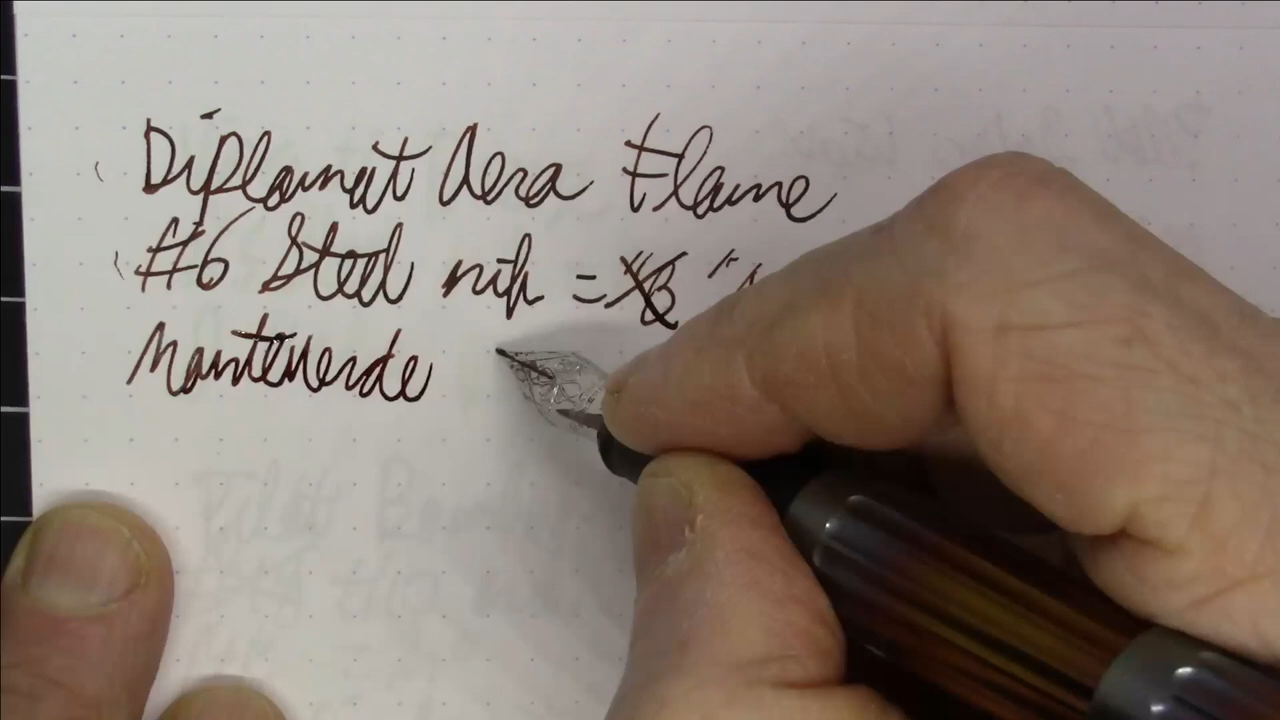 Diplomat Aera Flame
#6 Steel nib = "
Monteverde